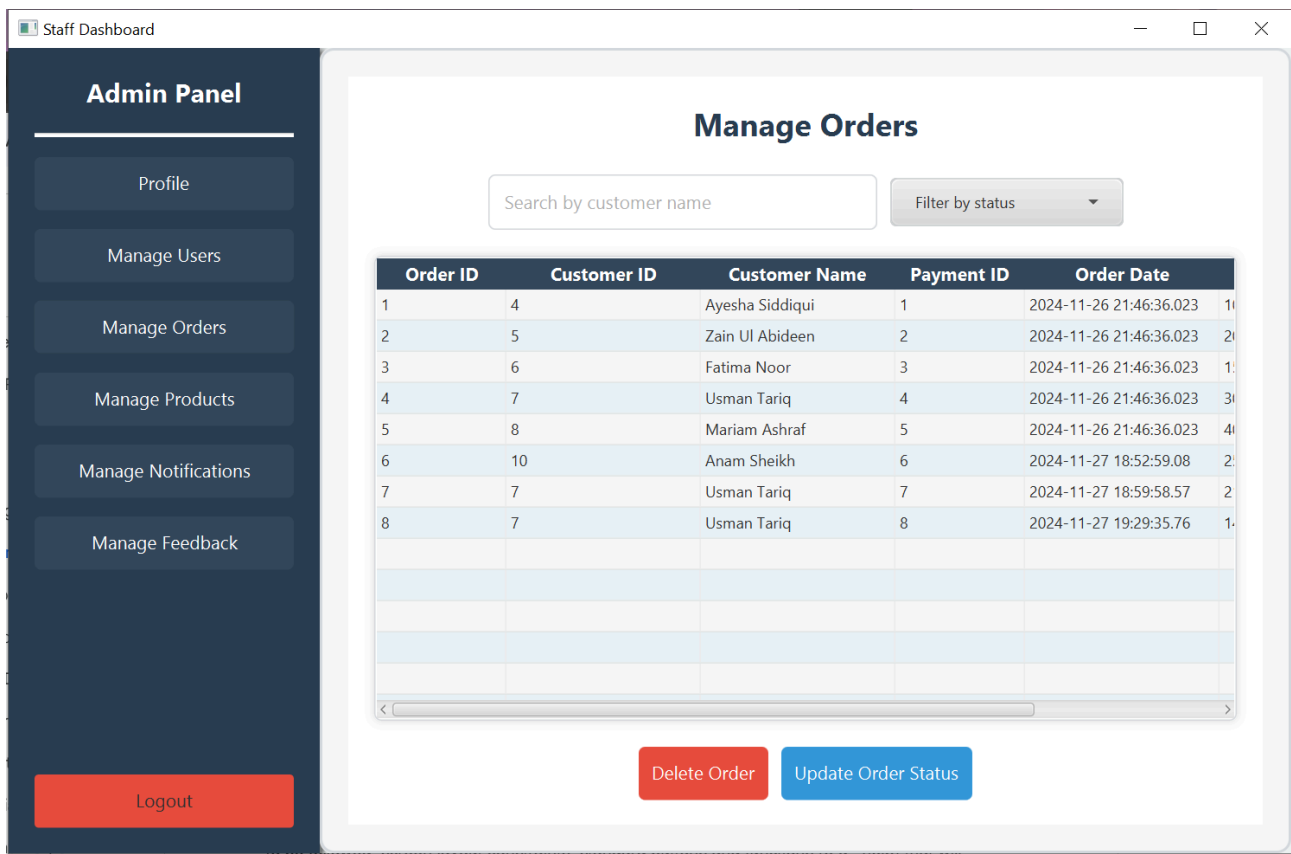 Staff Dashboard
Admin Panel
Profile
Manage Users
Manage Orders
Manage Products
Manage Notifications
Manage Feedback
Logout
Manage Orders
Search by customer name
Filter by status
Order ID Customer ID Customer Name Payment ID Order Date
1 4 Ayesha Siddiqui 1 2024-11-26 21:46:36.023
2 5 Zain Ul Abideen 2 2024-11-26 21:46:36.023
3 6 Fatima Noor 3 2024-11-26 21:46:36.023
4 7 Usman Tariq 4 2024-11-26 21:46:36.023
5 8 Mariam Ashraf 5 2024-11-26 21:46:36.023
6 10 Anam Sheikh 6 2024-11-27 18:52:59.08
7 7 Usman Tariq 7 2024-11-27 18:59:58.57
8 7 Usman Tariq 8 2024-11-27 19:29:35.76
Delete Order
Update Order Status